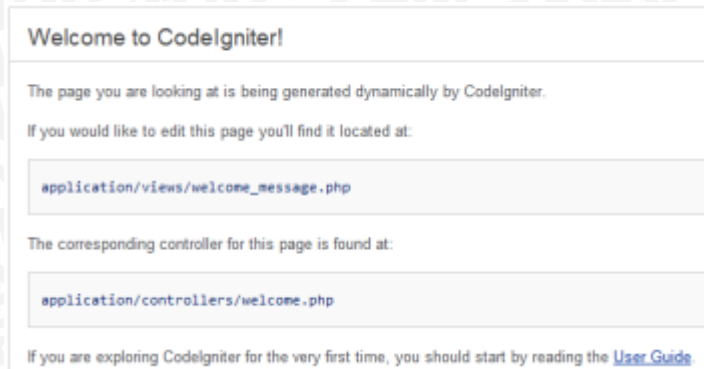 Welcome to CodeIgniter!
The page you are looking at is being generated dynamically by CodeIgniter.
If you would like to edit this page you'll find it located at:
application/views/welcome_message.php
The corresponding controller for this page is found at:
application/controllers/welcome.php
If you are exploring CodeIgniter for the very first time, you should start by reading the User Guide.